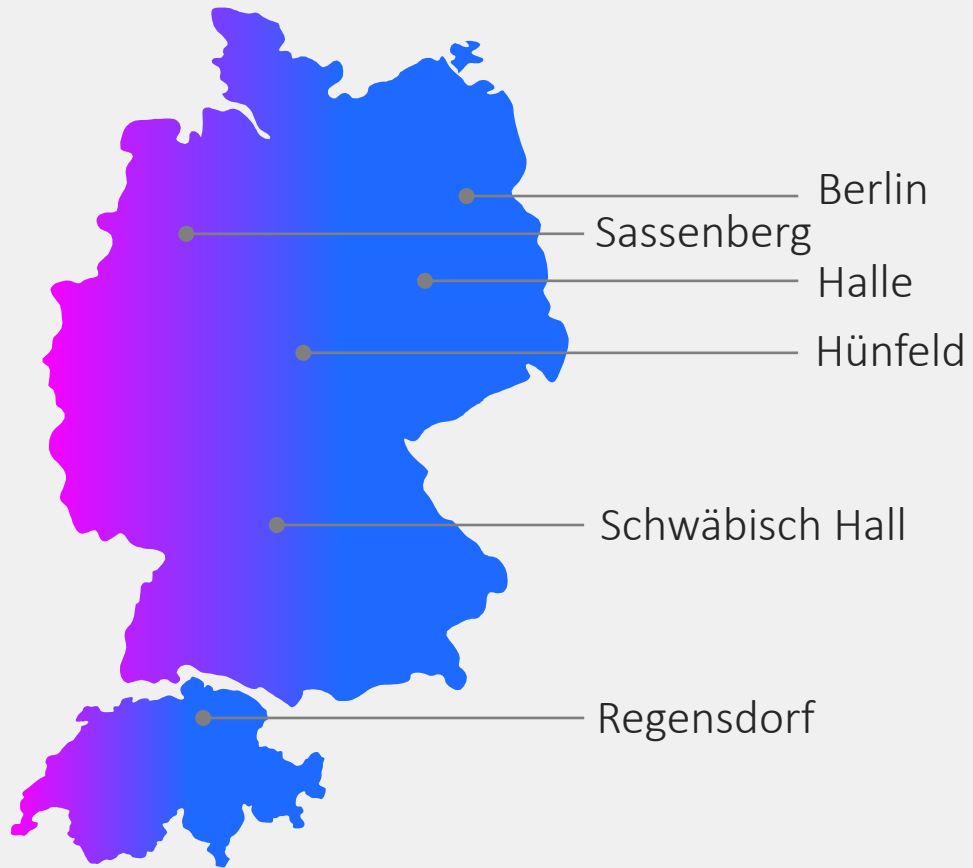 Berlin
Sassenberg
Halle
Hünfeld
Schwäbisch Hall
Regensdorf